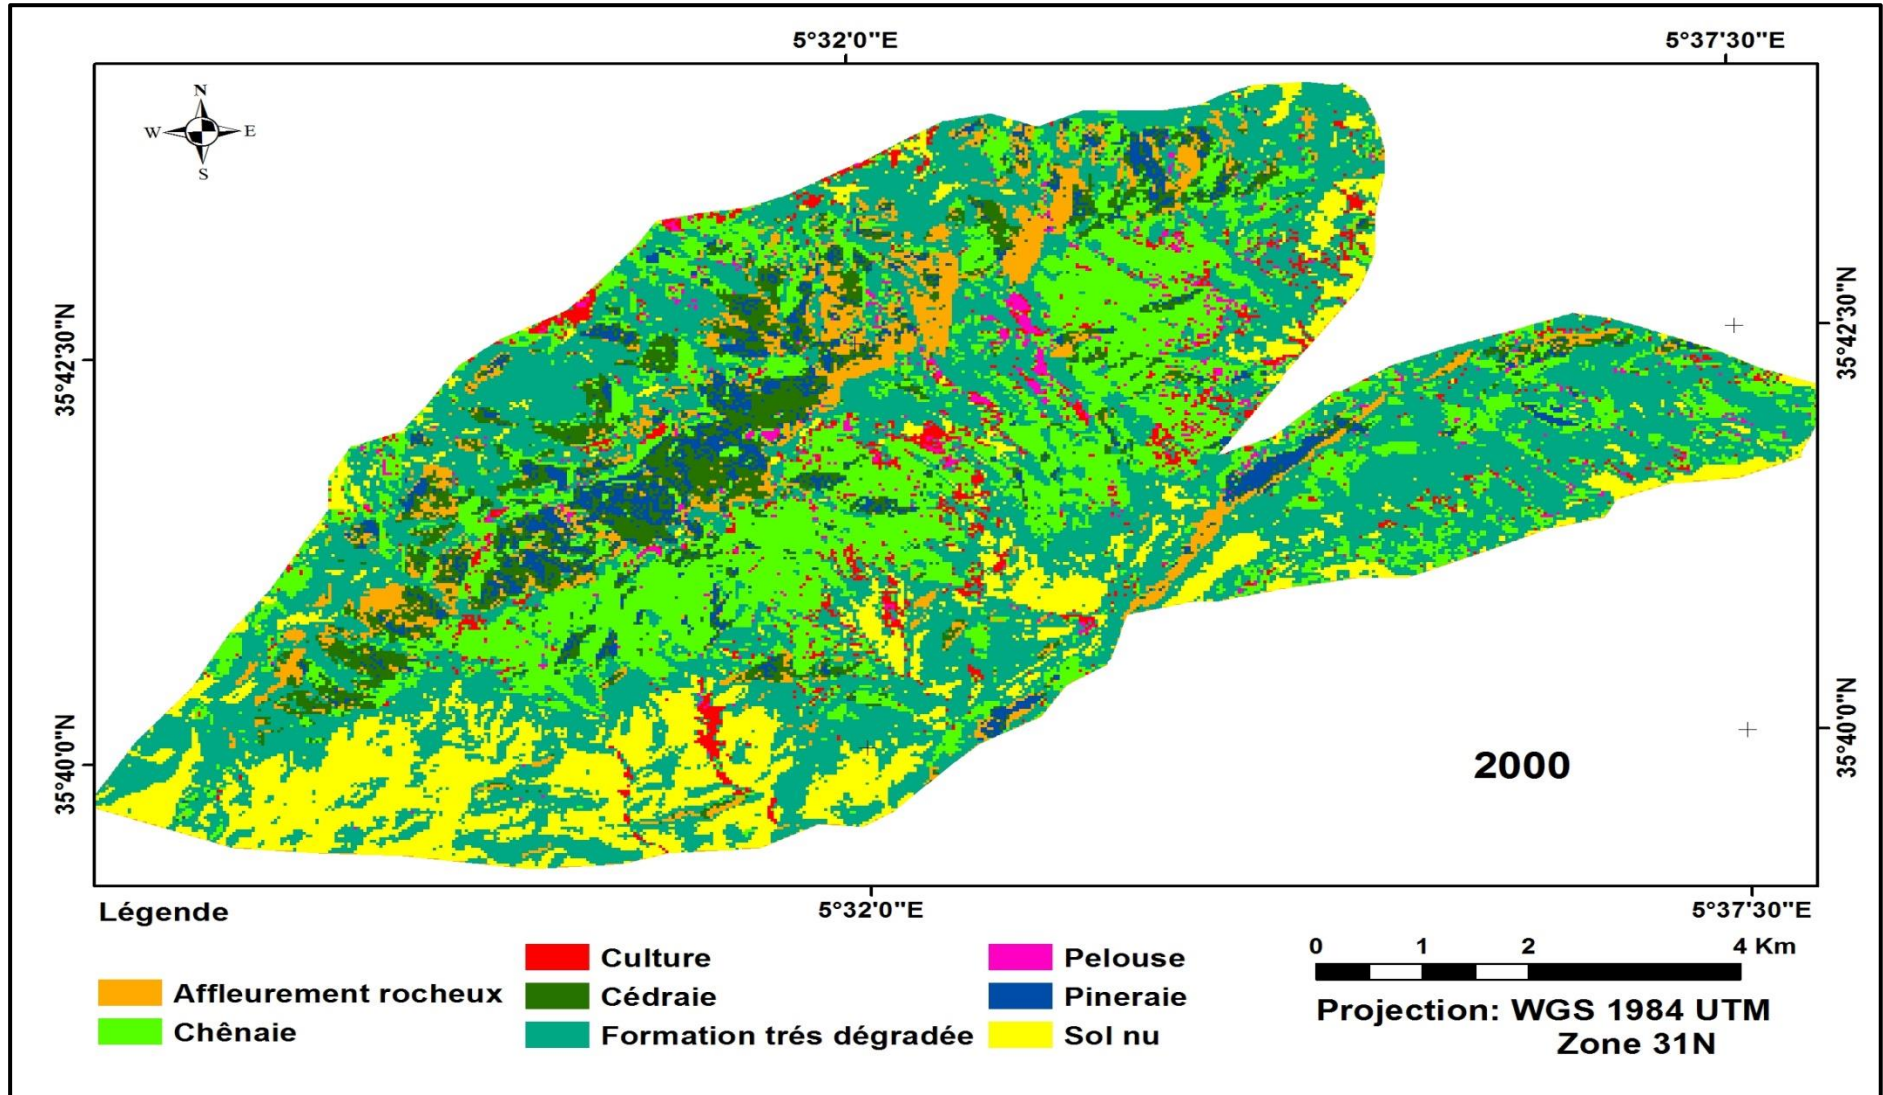 5°32'0"E
5°37'30"E
N
W
E
S
35°42'30"N
35°42'30"N
35°40'0"N
35°40'0"N
2000
5°32'0"E
5°37'30"E
Légende
Affleurement rocheux
Chênaie
Culture
Cédraie
Formation trés dégradée
Pelouse
Pineraie
Sol nu
0 1 2 4 Km
Projection: WGS 1984 UTM
Zone 31N